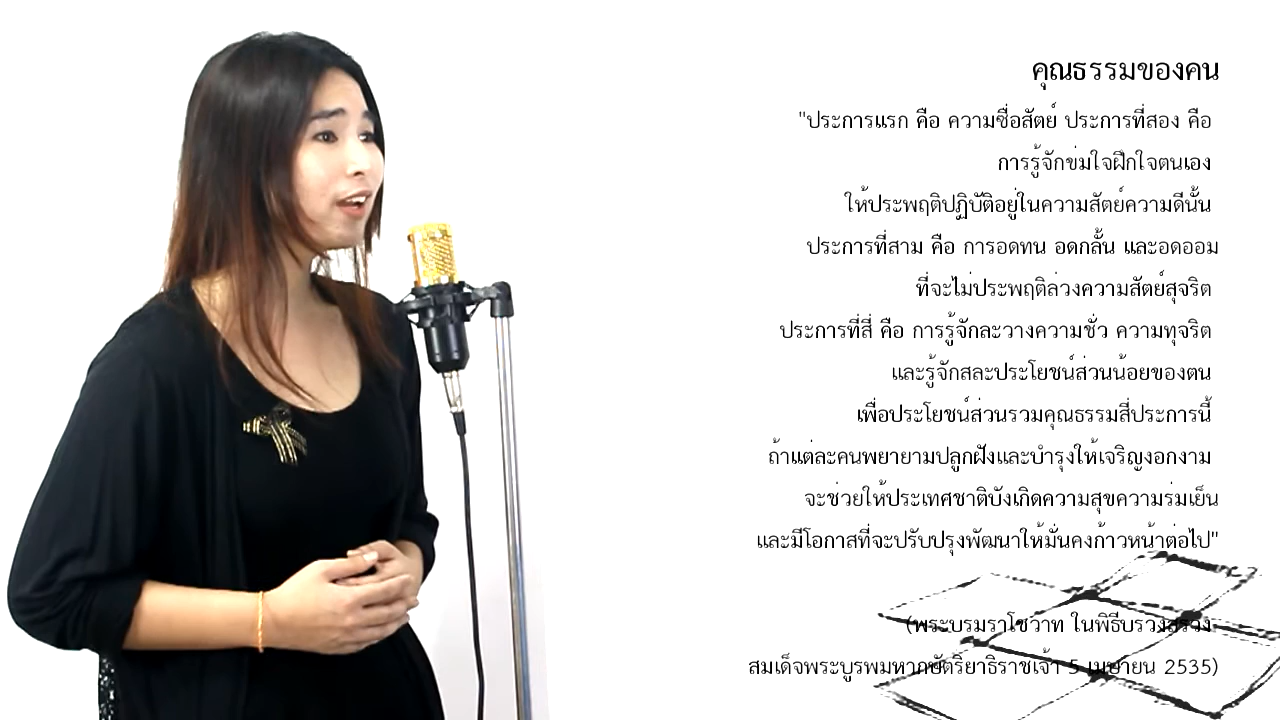 คุณธรรมของคน
"ประการแรก คือ ความซื่อสัตย์ ประการที่สอง คือ
การรู้จักข่มใจฝึกใจตนเอง
ให้ประพฤติปฏิบัติอยู่ในความสัตย์ความดีนั้น
ประการที่สาม คือ การอดทน อดกลั้น และอดออม
ที่จะไม่ประพฤติล่วงความสัตย์สุจริต
ประการที่สี่ คือ การรู้จักละวางความชั่ว ความทุจริต
และรู้จักสละประโยชน์ส่วนน้อยของตน
เพื่อประโยชน์ส่วนรวมคุณธรรมสี่ประการนี้
ถ้าแต่ละคนพยายามปลูกฝังและบำรุงให้เจริญงอกงาม
จะช่วยให้ประเทศชาติบังเกิดความสุขความร่มเย็น
และมีโอกาสที่จะปรับปรุงพัฒนาให้มั่นคงก้าวหน้าต่อไป"
(พระบรมราโชวาท ในพิธีบรวงสรวง
สมเด็จพระบูรพมหากษัตริยาธิราชเจ้า 5 เมษายน 2535)